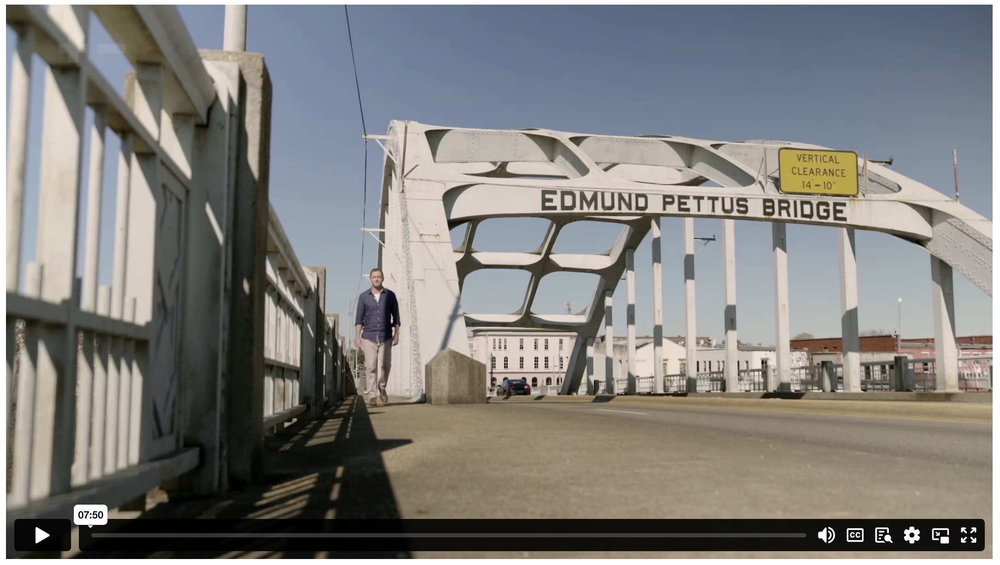 VERTICAL
CLEARANCE
14'-10"
EDMUND PETTUS BRIDGE
07:50
CC